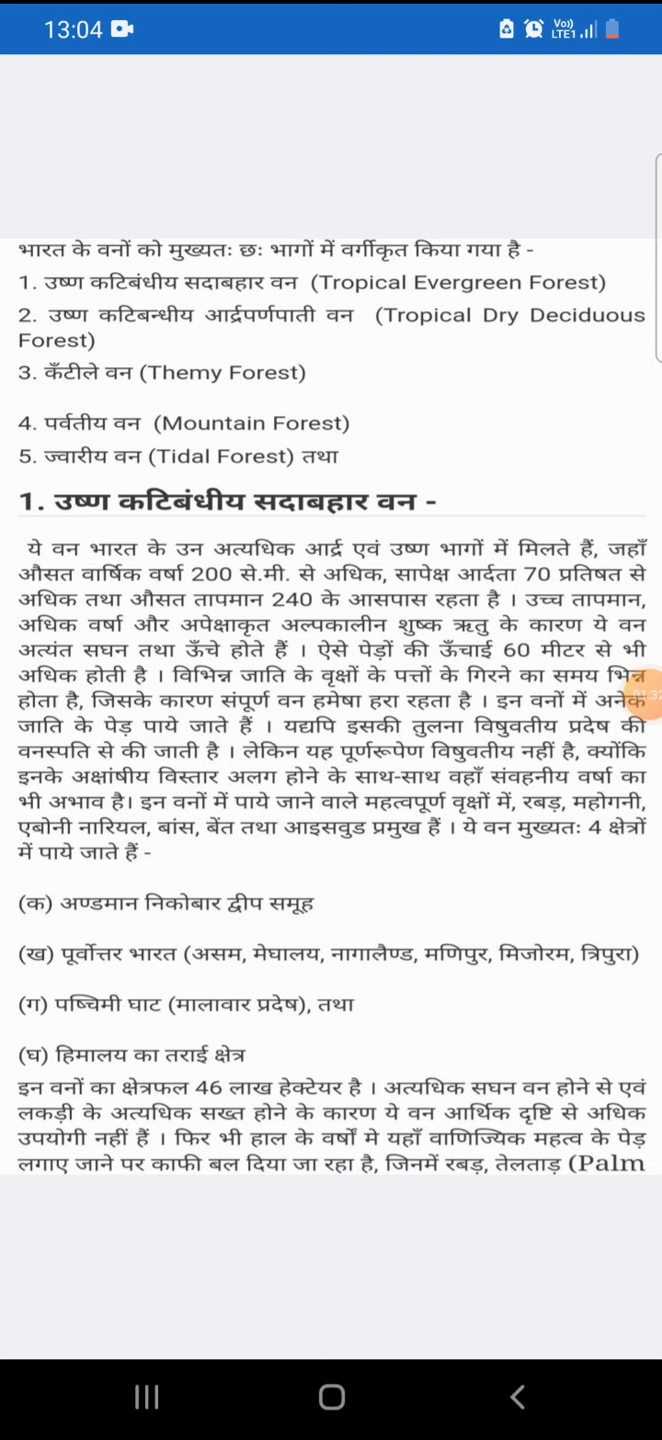 13:04
Vo))
LTE1
भारत के वनों को मुख्यतः छः भागों में वर्गीकृत किया गया है -
1. उष्ण कटिबंधीय सदाबहार वन (Tropical Evergreen Forest)
2. उष्ण कटिबन्धीय आर्द्रपर्णपाती वन (Tropical Dry Deciduous
Forest)
3. कँटीले वन (Themy Forest)
4. पर्वतीय वन (Mountain Forest)
5. ज्वारीय वन (Tidal Forest) तथा
1. उष्ण कटिबंधीय सदाबहार वन -
ये वन भारत के उन अत्यधिक आर्द्र एवं उष्ण भागों में मिलते हैं, जहाँ
औसत वार्षिक वर्षा 200 से.मी. से अधिक, सापेक्ष आर्दता 70 प्रतिषत से
अधिक तथा औसत तापमान 240 के आसपास रहता है । उच्च तापमान,
अधिक वर्षा और अपेक्षाकृत अल्पकालीन शुष्क ऋतु के कारण ये वन
अत्यंत सघन तथा ऊँचे होते हैं । ऐसे पेड़ों की ऊँचाई 60 मीटर से भी
अधिक होती है । विभिन्न जाति के वृक्षों के पत्तों के गिरने का समय भिन्न
होता है, जिसके कारण संपूर्ण वन हमेषा हरा रहता है । इन वनों में अनेक
01:32
जाति के पेड़ पाये जाते हैं । यद्यपि इसकी तुलना विषुवतीय प्रदेष की
वनस्पति से की जाती है । लेकिन यह पूर्णरूपेण विषुवतीय नहीं है, क्योंकि
इनके अक्षांषीय विस्तार अलग होने के साथ-साथ वहाँ संवहनीय वर्षा का
भी अभाव है। इन वनों में पाये जाने वाले महत्वपूर्ण वृक्षों में, रबड़, महोगनी,
एबोनी नारियल, बांस, बेंत तथा आइसवुड प्रमुख हैं । ये वन मुख्यतः 4 क्षेत्रों
में पाये जाते हैं -
(क) अण्डमान निकोबार द्वीप समूह
(ख) पूर्वोत्तर भारत (असम, मेघालय, नागालैण्ड, मणिपुर, मिजोरम, त्रिपुरा)
(ग) पष्चिमी घाट (मालावार प्रदेष), तथा
(घ) हिमालय का तराई क्षेत्र
इन वनों का क्षेत्रफल 46 लाख हेक्टेयर है । अत्यधिक सघन वन होने से एवं
लकड़ी के अत्यधिक सख्त होने के कारण ये वन आर्थिक दृष्टि से अधिक
उपयोगी नहीं हैं । फिर भी हाल के वर्षों मे यहाँ वाणिज्यिक महत्व के पेड़
लगाए जाने पर काफी बल दिया जा रहा है, जिनमें रबड़, तेलताड़ (Palm